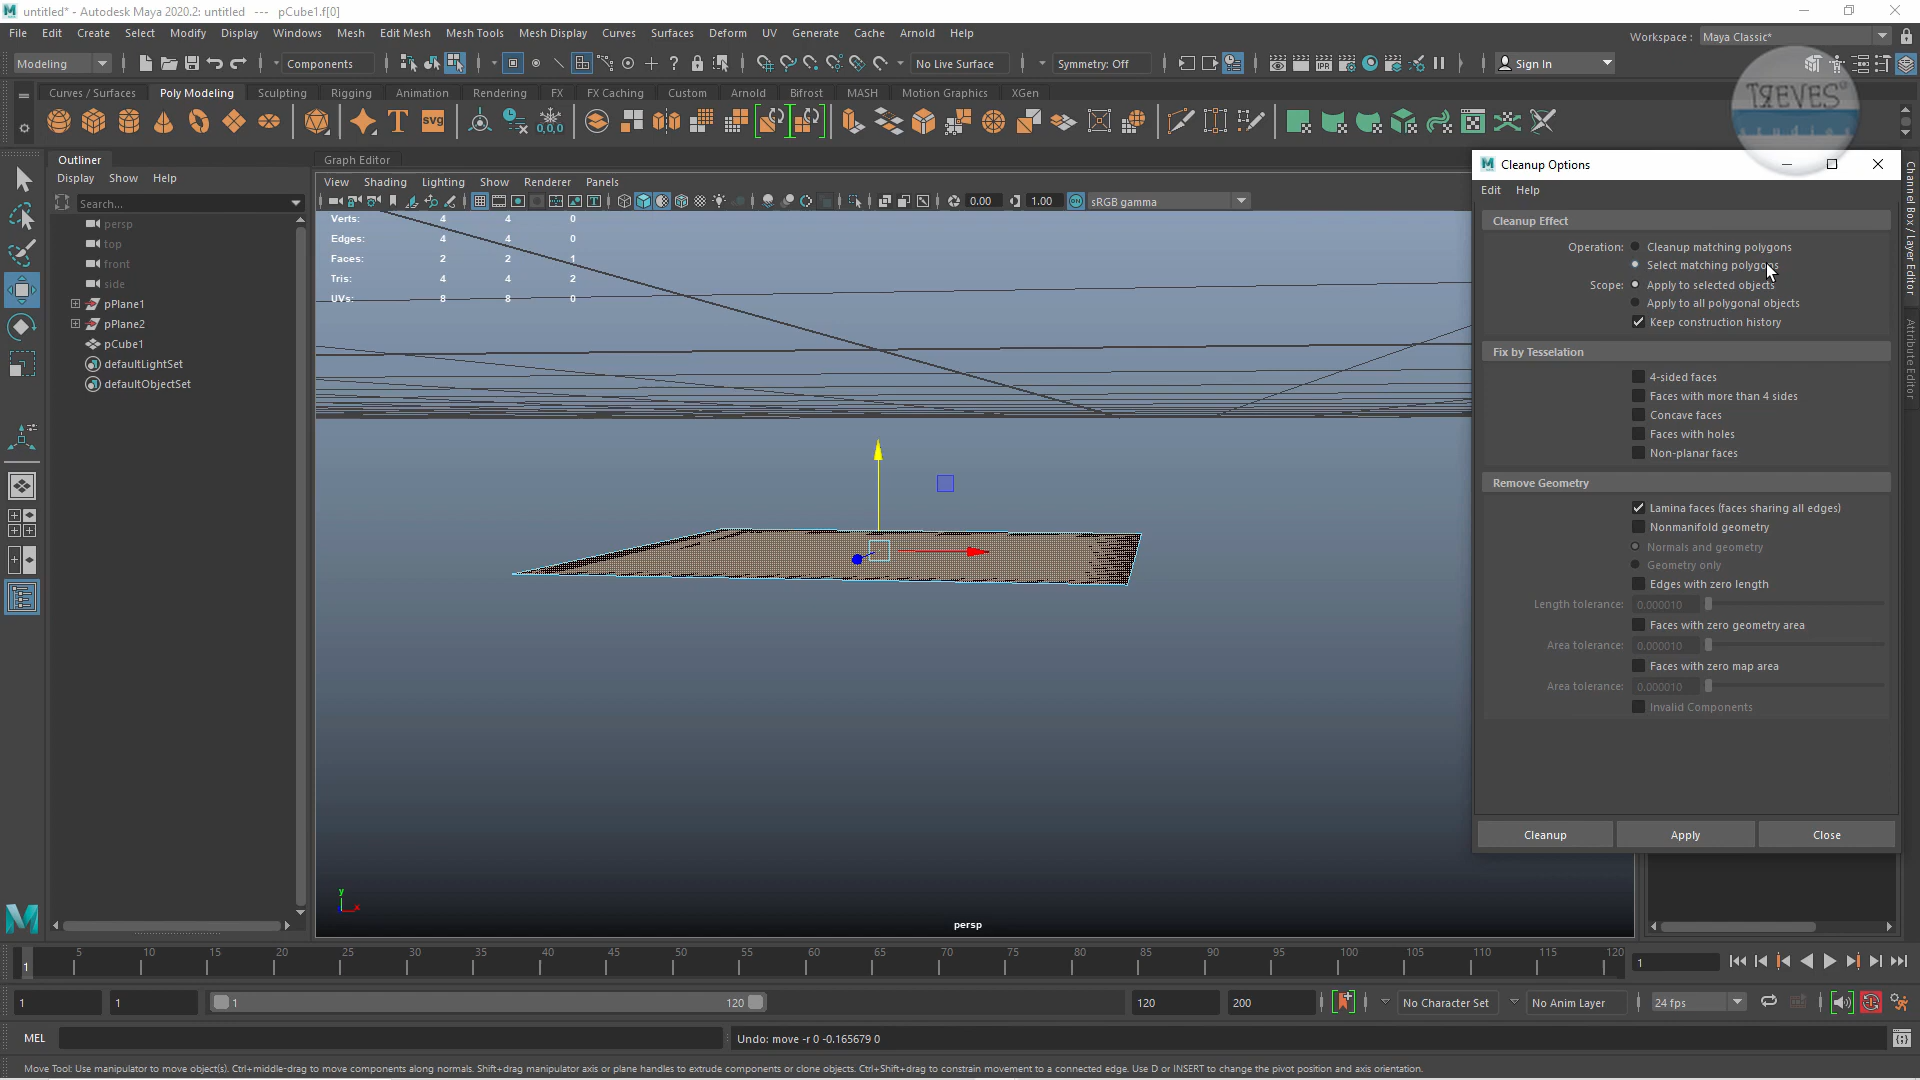 untitled* - Autodesk Maya 2020.2: untitled --- pCube1.f[0]
File Edit Create Select Modify Display Windows Mesh Edit Mesh Mesh Tools Mesh Display Curves Surfaces Deform UV Generate Cache Arnold Help
Workspace : Maya Classic*
Modeling Components No Live Surface Symmetry: Off Sign In
Curves / Surfaces Poly Modeling Sculpting Rigging Animation Rendering FX FX Caching Custom Arnold Bifrost MASH Motion Graphics XGen
T SVG 0,0,0
TREVES
studios
Outliner
Display Show Help
Search...
persp
top
front
side
pPlane1
pPlane2
pCube1
defaultLightSet
defaultObjectSet
Graph Editor
View Shading Lighting Show Renderer Panels
0.00 1.00 sRGB gamma
Verts: 4 4 0
Edges: 4 4 0
Faces: 2 2 1
Tris: 4 4 2
UVs: 8 8 0
y
x
persp
Cleanup Options
Edit Help
Cleanup Effect
Operation: Cleanup matching polygons
Select matching polygons
Scope: Apply to selected objects
Apply to all polygonal objects
Keep construction history
Fix by Tesselation
4-sided faces
Faces with more than 4 sides
Concave faces
Faces with holes
Non-planar faces
Remove Geometry
Lamina faces (faces sharing all edges)
Nonmanifold geometry
Normals and geometry
Geometry only
Edges with zero length
Length tolerance: 0.000010
Faces with zero geometry area
Area tolerance: 0.000010
Faces with zero map area
Area tolerance: 0.000010
Invalid Components
Cleanup Apply Close
Channel Box / Layer Editor
Attribute Editor
1 5 10 15 20 25 30 35 40 45 50 55 60 65 70 75 80 85 90 95 100 105 110 115 120
1
1 1 1 120 120 200 No Character Set No Anim Layer 24 fps
MEL Undo: move -r 0 -0.165679 0
Move Tool: Use manipulator to move object(s). Ctrl+middle-drag to move components along normals. Shift+drag manipulator axis or plane handles to extrude components or clone objects. Ctrl+Shift+drag to constrain movement to a connected edge. Use D or INSERT to change the pivot position and axis orientation.